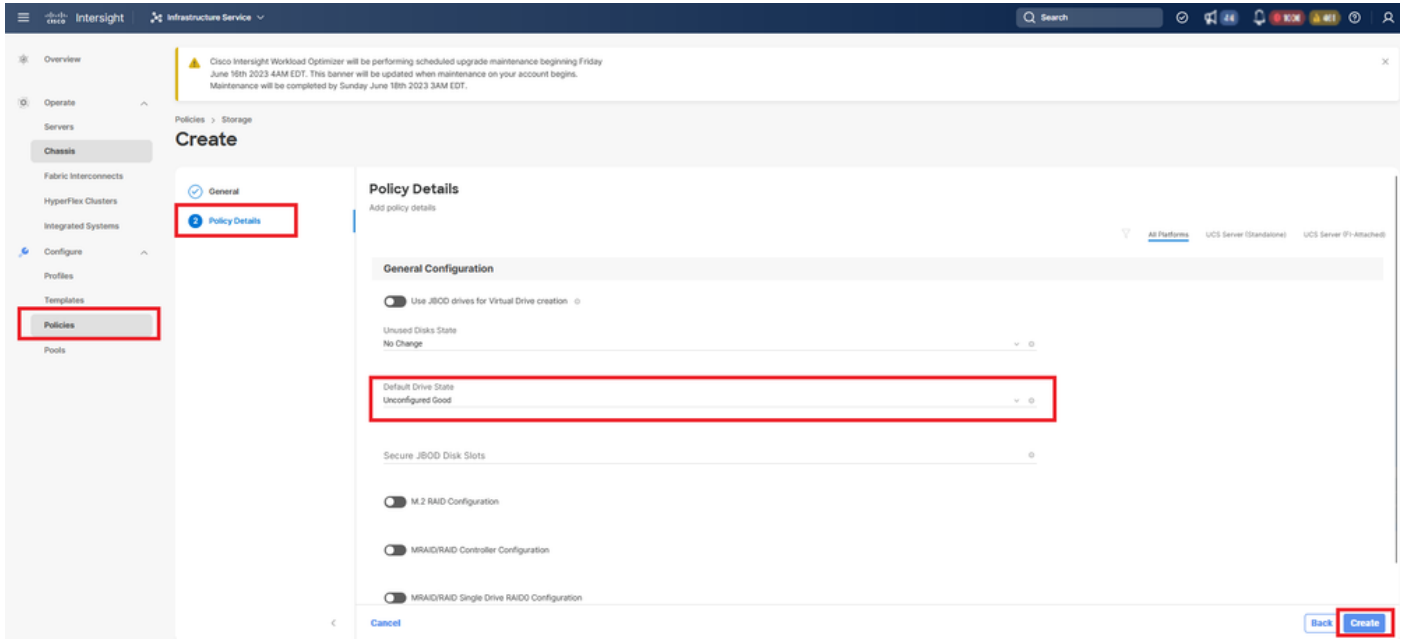 cisco Intersight
Infrastructure Service
Search
Overview
Operate
Servers
Chassis
Fabric Interconnects
HyperFlex Clusters
Integrated Systems
Configure
Profiles
Templates
Policies
Pools
Cisco Intersight Workload Optimizer will be performing scheduled upgrade maintenance beginning Friday
June 16th 2023 4AM EDT. This banner will be updated when maintenance on your account begins.
Maintenance will be completed by Sunday June 18th 2023 3AM EDT.
Policies > Storage
Create
General
2 Policy Details
Policy Details
Add policy details
All Platforms UCS Server (Standalone) UCS Server (FI-Attached)
General Configuration
Use JBOD drives for Virtual Drive creation
Unused Disks State
No Change
Default Drive State
Unconfigured Good
Secure JBOD Disk Slots
M.2 RAID Configuration
MRAID/RAID Controller Configuration
MRAID/RAID Single Drive RAID0 Configuration
Cancel
Back
Create